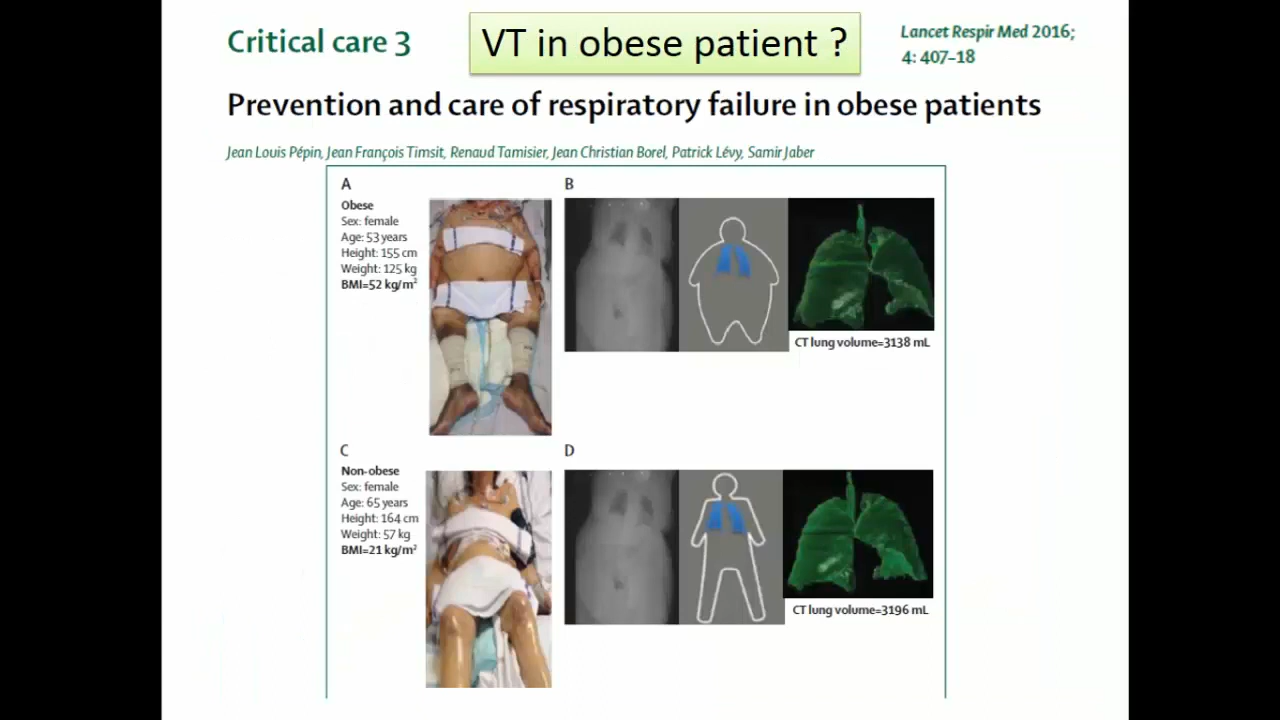 Critical care 3
VT in obese patient ?
Lancet Respir Med 2016;
4: 407–18
Prevention and care of respiratory failure in obese patients
Jean Louis Pépin, Jean François Timsit, Renaud Tamisier, Jean Christian Borel, Patrick Lévy, Samir Jaber
A
Obese
Sex: female
Age: 53 years
Height: 155 cm
Weight: 125 kg
BMI=52 kg/m²
B
CT lung volume=3138 mL
C
Non-obese
Sex: female
Age: 65 years
Height: 164 cm
Weight: 57 kg
BMI=21 kg/m²
D
CT lung volume=3196 mL